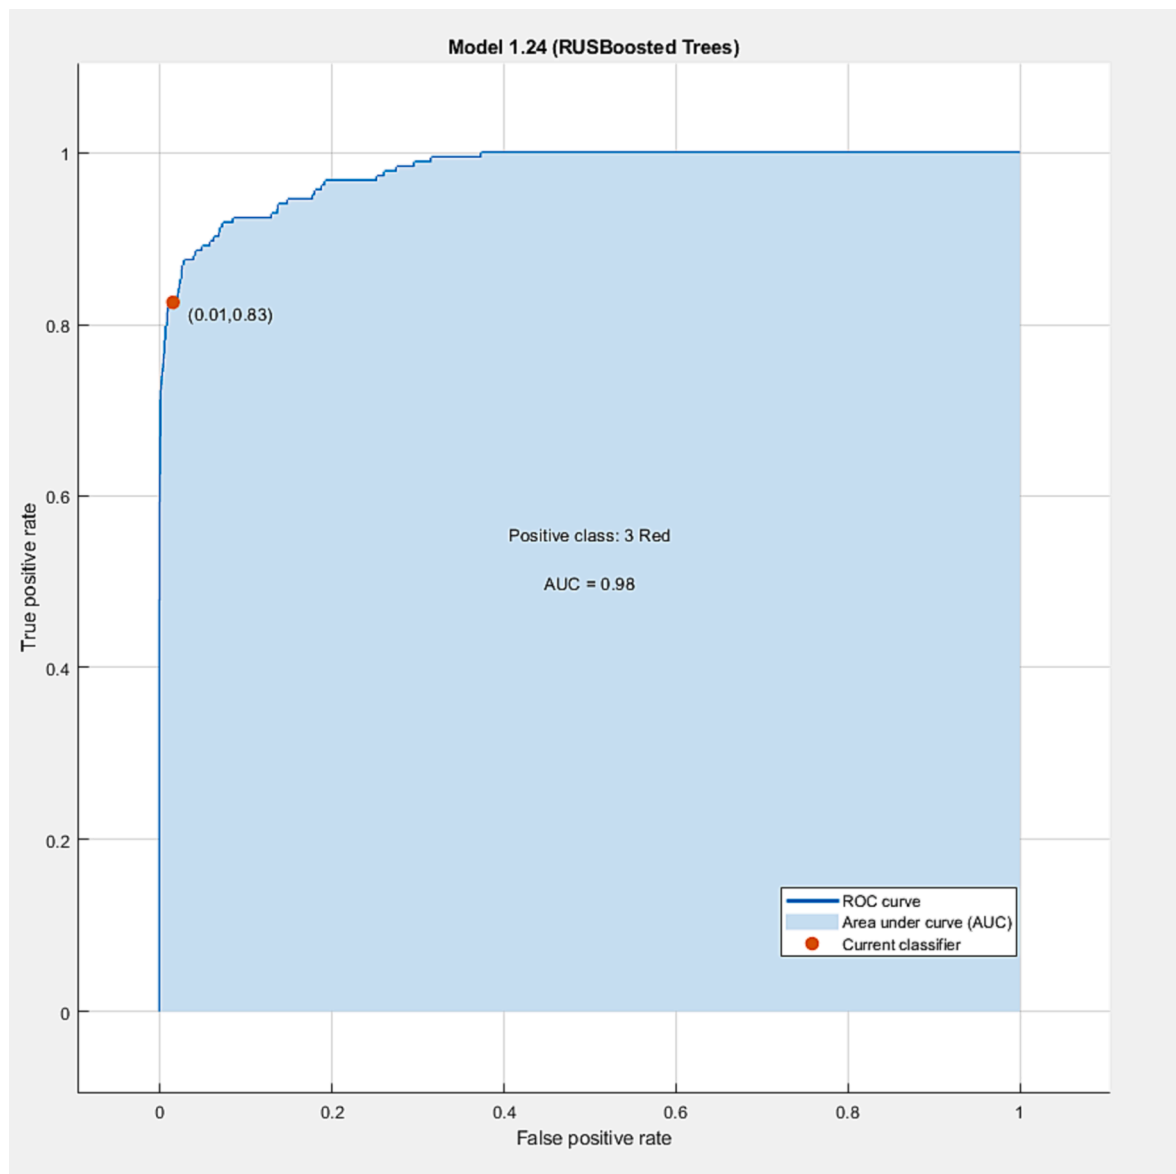 Model 1.24 (RUSBoosted Trees)
1
0.8
0.6
0.4
0.2
0
True positive rate
(0.01,0.83)
Positive class: 3 Red
AUC = 0.98
ROC curve
Area under curve (AUC)
Current classifier
0 0.2 0.4 0.6 0.8 1
False positive rate